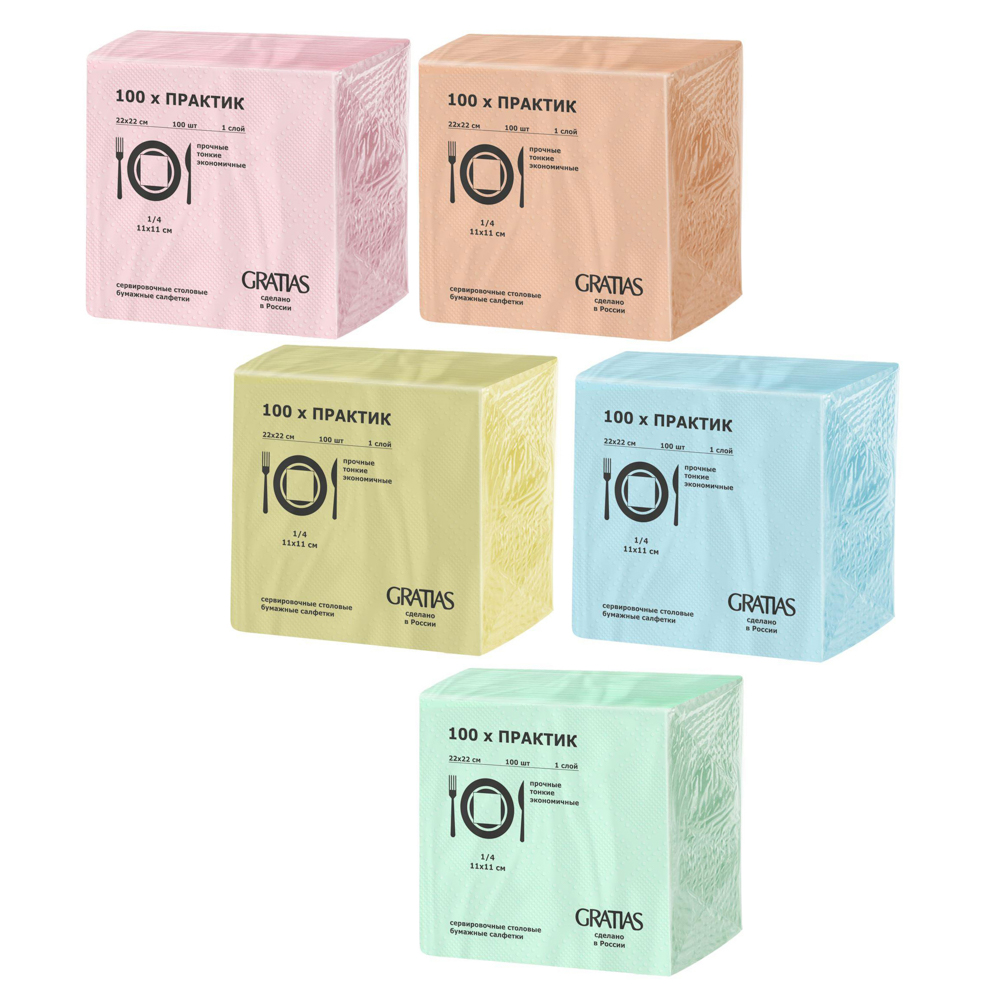 100 x ПРАКТИК
22x22 см 100 шт 1 слой
прочные
тонкие
экономичные
1/4
11x11 см
сервировочные столовые
бумажные салфетки
GRATIAS
сделано
в России
100 x ПРАКТИК
22x22 см 100 шт 1 слой
прочные
тонкие
экономичные
1/4
11x11 см
сервировочные столовые
бумажные салфетки
GRATIAS
сделано
в России
100 x ПРАКТИК
22x22 см 100 шт 1 слой
прочные
тонкие
экономичные
1/4
11x11 см
сервировочные столовые
бумажные салфетки
GRATIAS
сделано
в России
100 x ПРАКТИК
22x22 см 100 шт 1 слой
прочные
тонкие
экономичные
1/4
11x11 см
сервировочные столовые
бумажные салфетки
GRATIAS
сделано
в России
100 x ПРАКТИК
22x22 см 100 шт 1 слой
прочные
тонкие
экономичные
1/4
11x11 см
сервировочные столовые
бумажные салфетки
GRATIAS
сделано
в России